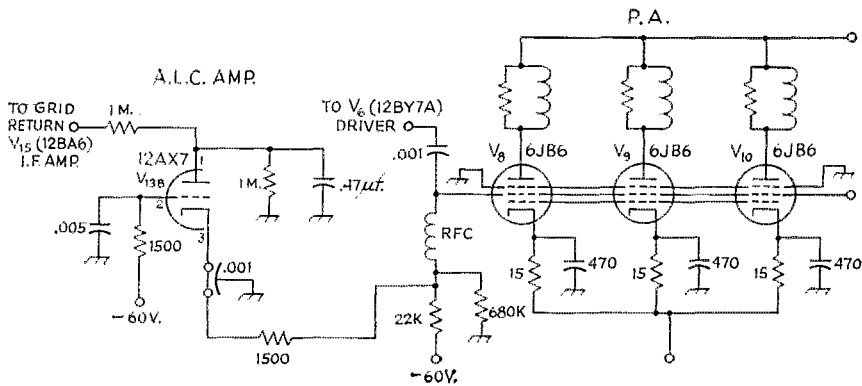 P.A.
A.L.C. AMP.
TO GRID
RETURN
V15 (12BA6)
I.F. AMP.
1 M.
12AX7
V13B
1
2
3
1M.
.47μf.
.005
1500
-60V.
.001
1500
TO V6 (12BY7A)
DRIVER
.001
RFC
22K
680K
-60V.
V8
6JB6
V9
6JB6
V10
6JB6
15
470
15
470
15
470